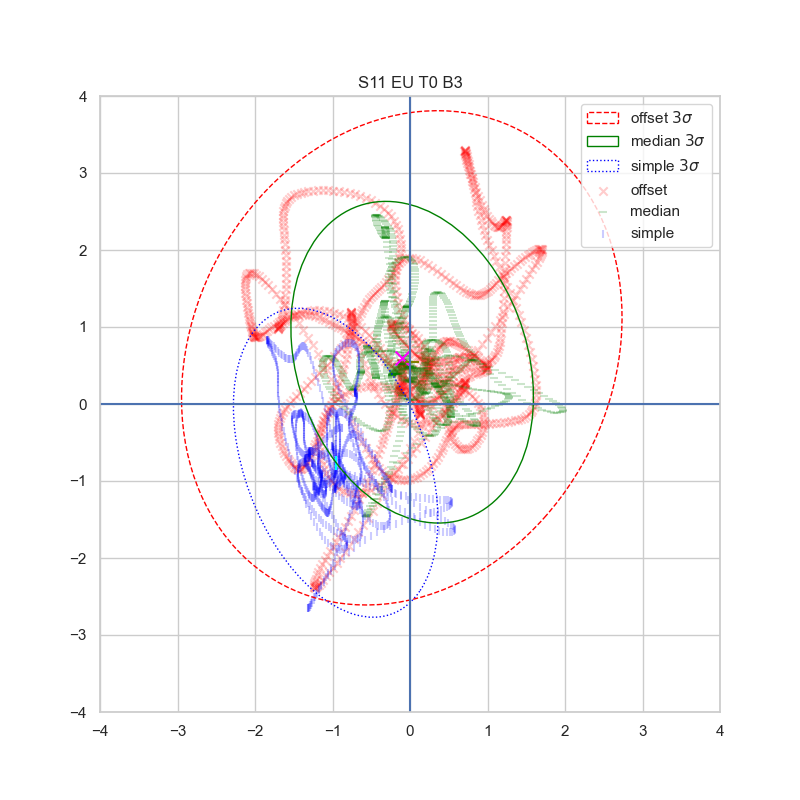 S11 EU T0 B3
4
3
2
1
0
−1
−2
−3
−4
−4
−3
−2
−1
0
1
2
3
4
offset 3σ
median 3σ
simple 3σ
offset
median
simple